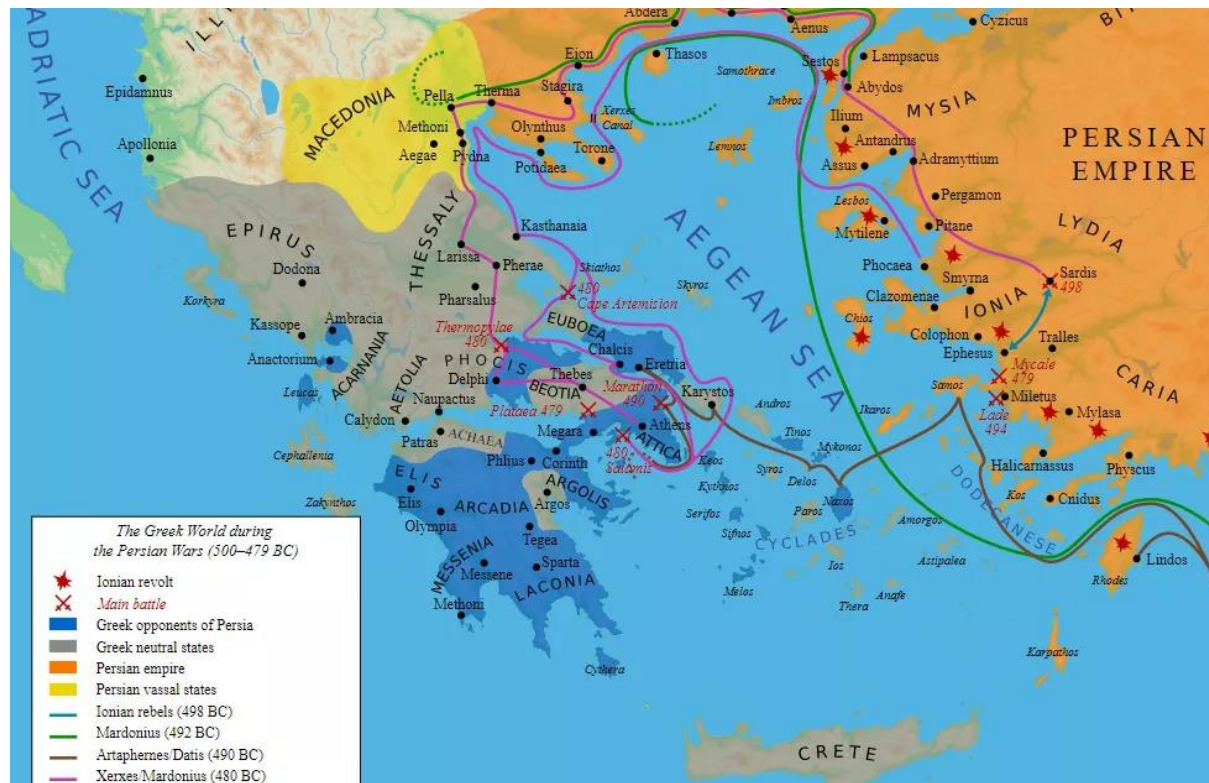 ADRIATIC SEA
ILL
Epidamnus
Apollonia
MACEDONIA
Pella
Methoni
Aegae
Pydna
Therma
Eion
Stagira
Olynthus
Potidaea
Torone
Xerxes
Canal
Abdera
Thasos
Aenus
Samothrace
Imbros
Lemnos
Cyzicus
BI
Sestos
Lampsacus
Abydos
MYSIA
Ilium
Antandrus
Assus
Adramyttium
PERSIAN
EMPIRE
Pergamon
Lesbos
Mytilene
Pitane
LYDIA
Phocaea
Smyrna
Sardis
498
Clazomenae
IONIA
Chios
Colophon
Ephesus
Tralles
Mycale
479
CARIA
Samos
Miletus
Lade
494
Mylasa
Ikaros
Halicarnassus
Physcus
Kos
Cnidus
DODECANESE
Rhodes
Lindos
Karpathos
AEGEAN SEA
EPIRUS
Dodona
Korkyra
Kassope
Ambracia
Anactorium
Leucas
ACARNANIA
AETOLIA
THESSALY
Larissa
Kasthanaia
Pherae
Pharsalus
Skiathos
480
Cape Artemision
Skyros
Thermopylae
480
EUBOEA
PHOCIS
Chalcis
Eretria
Delphi
BEOTIA
Thebes
Marathon
490
Karystos
Naupactus
Plataea 479
Calydon
Patras
ACHAEA
Megara
Athens
ATTICA
480
Salamis
Cephallenia
Zakynthos
ELIS
Elis
Phlius
Corinth
ARGOLIS
Argos
Olympia
ARCADIA
Tegea
MESSENIA
Messene
Sparta
LACONIA
Methoni
Cythera
Andros
Tinos
Mykonos
Keos
Syros
Delos
Kythnos
Paros
Naxos
Serifos
Sifnos
CYCLADES
Amorgos
Astipalea
Ios
Melos
Thera
Anafe
CRETE
The Greek World during
the Persian Wars (500–479 BC)
Ionian revolt
Main battle
Greek opponents of Persia
Greek neutral states
Persian empire
Persian vassal states
Ionian rebels (498 BC)
Mardonius (492 BC)
Artaphernes/Datis (490 BC)
Xerxes/Mardonius (480 BC)